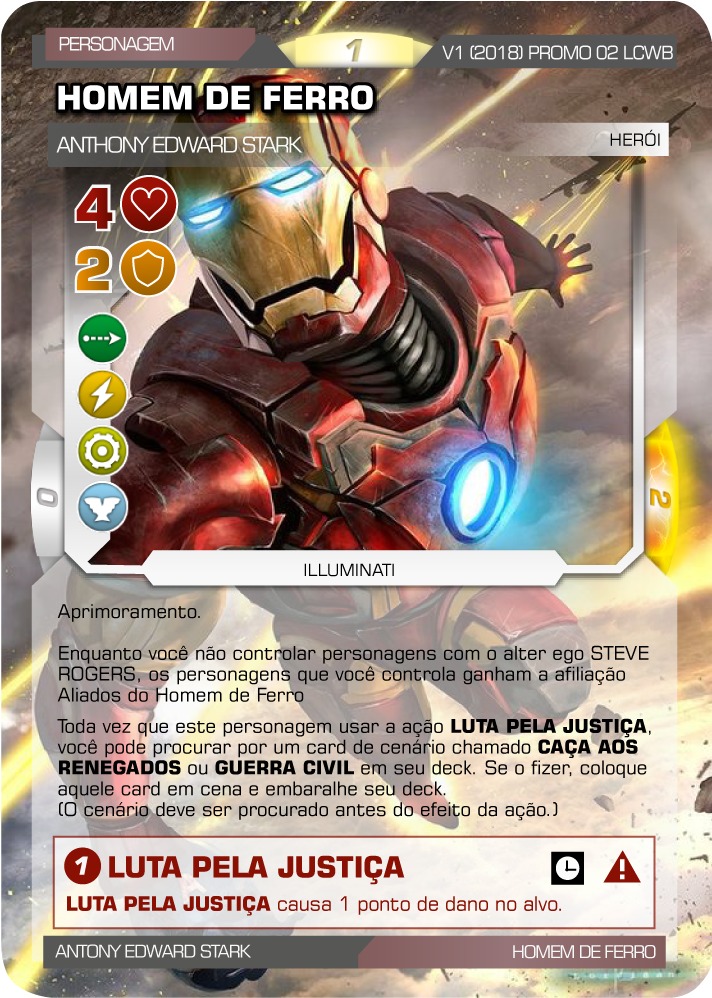 PERSONAGEM
1
V1 (2018) PROMO 02 LCWB
HOMEM DE FERRO
ANTHONY EDWARD STARK
HERÓI
4
2
0
2
ILLUMINATI
Aprimoramento.
Enquanto você não controlar personagens com o alter ego STEVE
ROGERS, os personagens que você controla ganham a afiliação
Aliados do Homem de Ferro
Toda vez que este personagem usar a ação LUTA PELA JUSTIÇA,
você pode procurar por um card de cenário chamado CAÇA AOS
RENEGADOS ou GUERRA CIVIL em seu deck. Se o fizer, coloque
aquele card em cena e embaralhe seu deck.
(O cenário deve ser procurado antes do efeito da ação.)
1 LUTA PELA JUSTIÇA
LUTA PELA JUSTIÇA causa 1 ponto de dano no alvo.
ANTONY EDWARD STARK
HOMEM DE FERRO